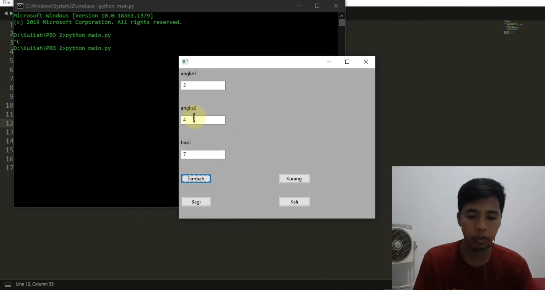 File
C:\Windows\System32\cmd.exe - python main.py
Microsoft Windows [Version 10.0.18363.1379]
(c) 2019 Microsoft Corporation. All rights reserved.
D:\Kuliah\PBO 2>python main.py
^C
D:\Kuliah\PBO 2>python main.py
1
2
3
4
5
6
7
8
9
10
11
12
13
14
15
16
17
angka1
3
angka2
4
hasil
7
Tambah
Kurang
Bagi
Kali
Line 12, Column 33